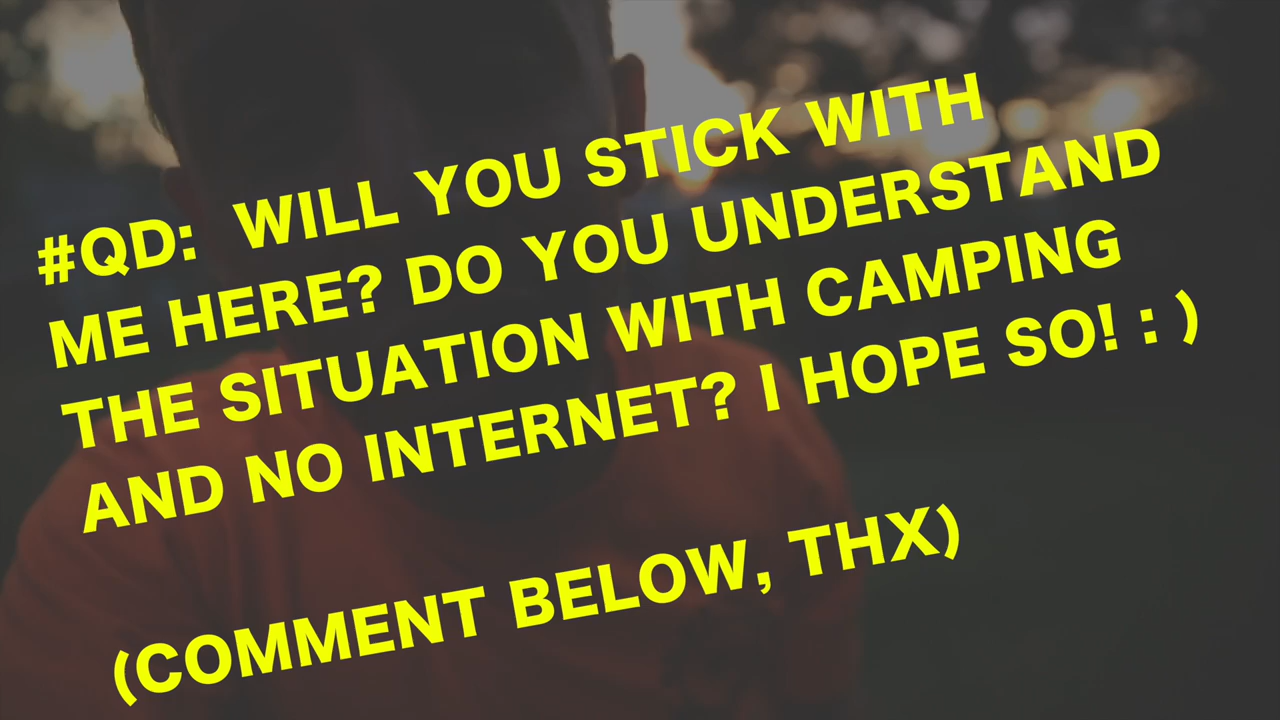 #QD: WILL YOU STICK WITH
ME HERE? DO YOU UNDERSTAND
THE SITUATION WITH CAMPING
AND NO INTERNET? I HOPE SO! : )
(COMMENT BELOW, THX)